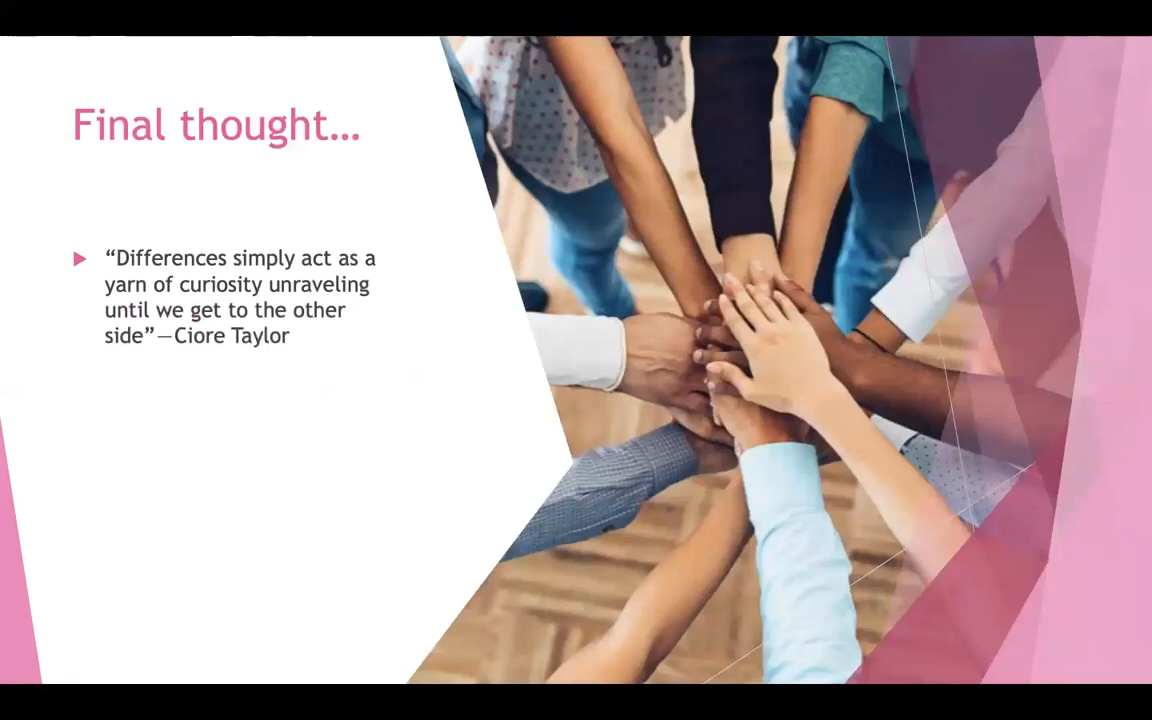 Final thought...
“Differences simply act as a
yarn of curiosity unraveling
until we get to the other
side”—Ciore Taylor